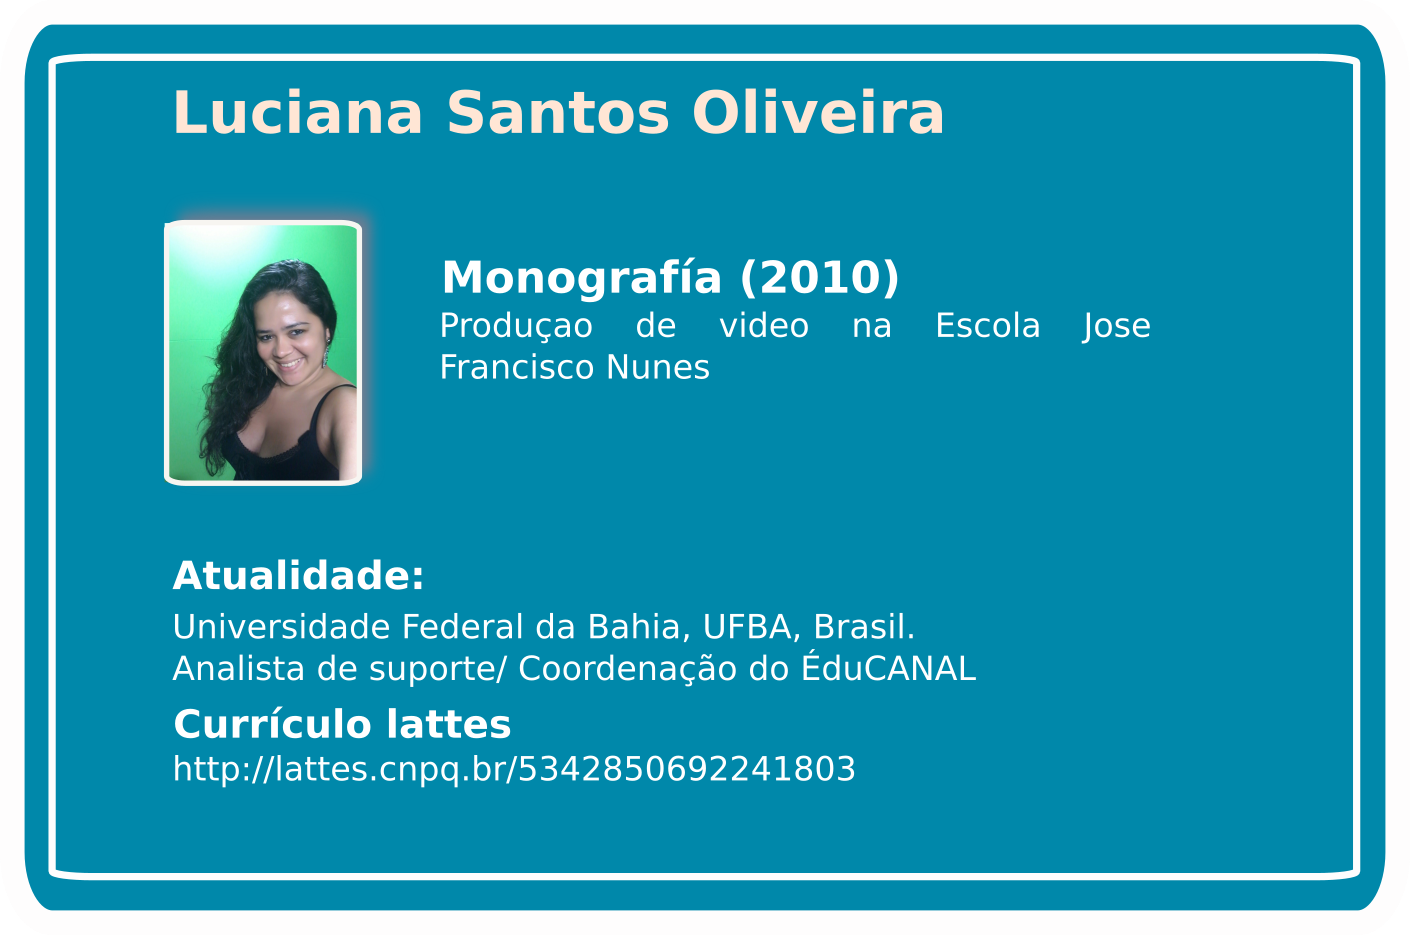 Luciana Santos Oliveira
Monografía (2010)
Produçao de video na Escola Jose
Francisco Nunes
Atualidade:
Universidade Federal da Bahia, UFBA, Brasil.
Analista de suporte/ Coordenação do ÉduCANAL
Currículo lattes
http://lattes.cnpq.br/5342850692241803